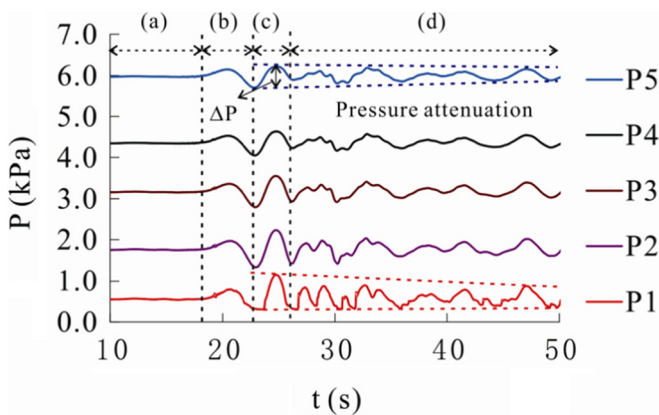 (a) (b) (c) (d)
7.0
6.0
5.0
4.0
3.0
2.0
1.0
0.0
P (kPa)
ΔP
Pressure attenuation
P5
P4
P3
P2
P1
10 20 30 40 50
t (s)